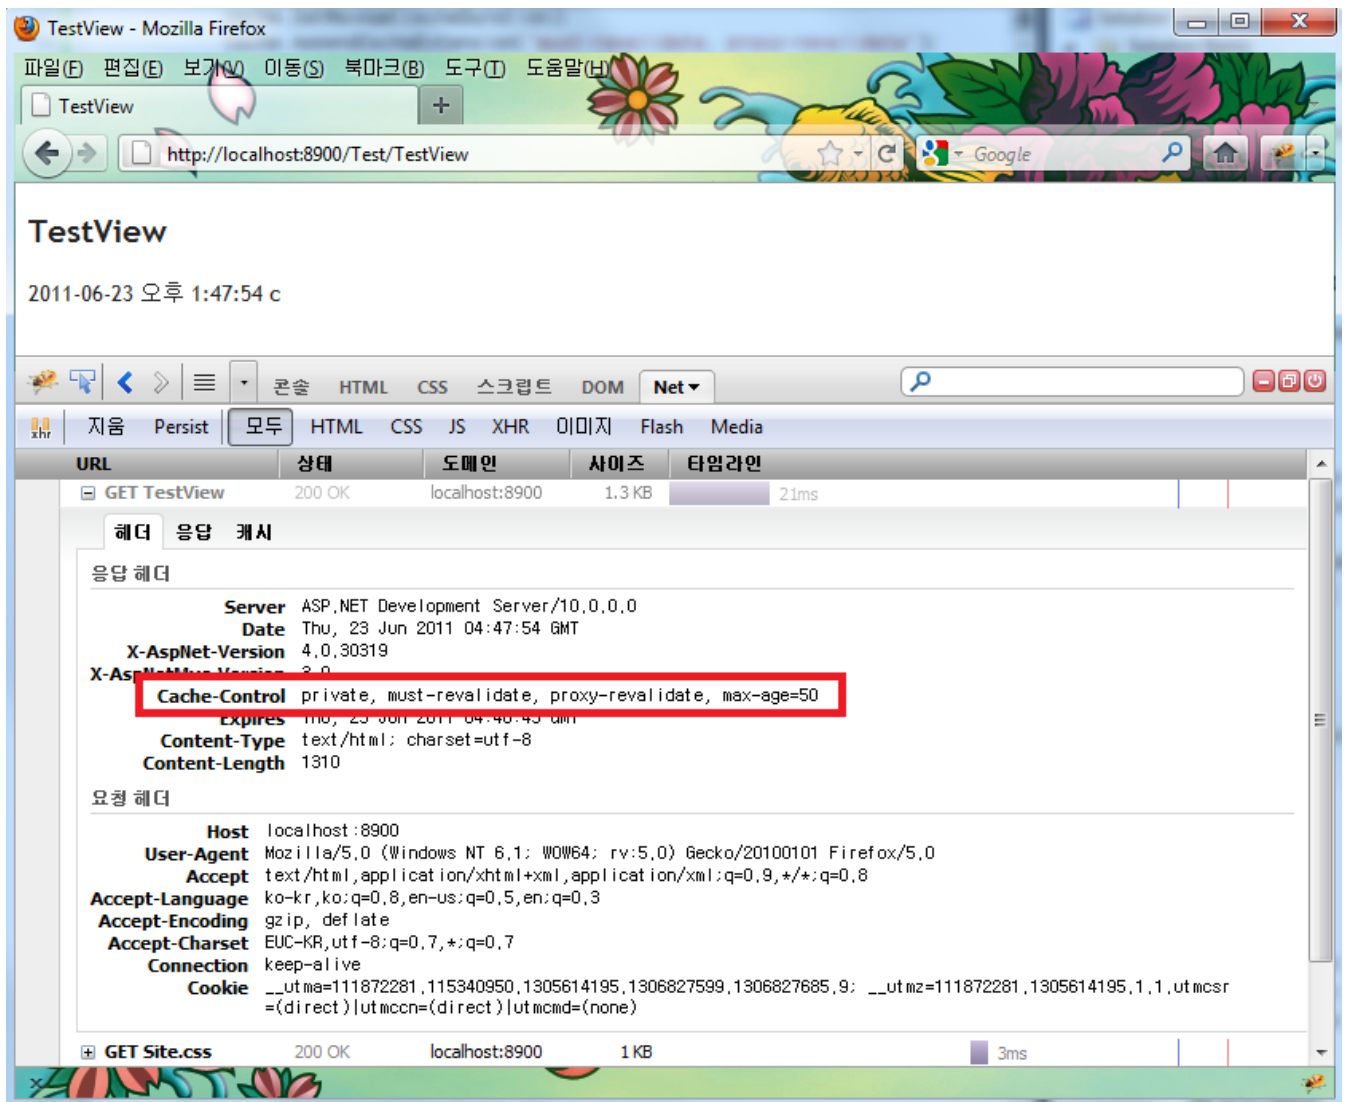 TestView - Mozilla Firefox
파일(F) 편집(E) 보기(V) 이동(S) 북마크(B) 도구(T) 도움말(H)
TestView
http://localhost:8900/Test/TestView
Google
TestView
2011-06-23 오후 1:47:54 c
콘솔 HTML CSS 스크립트 DOM Net
xhr 지움 Persist 모두 HTML CSS JS XHR 이미지 Flash Media
URL 상태 도메인 사이즈 타임라인
GET TestView 200 OK localhost:8900 1.3 KB 21ms
헤더 응답 캐시
응답 헤더
Server ASP.NET Development Server/10.0.0.0
Date Thu, 23 Jun 2011 04:47:54 GMT
X-AspNet-Version 4.0.30319
X-AspNetMvc-Version 3.0
Cache-Control private, must-revalidate, proxy-revalidate, max-age=50
Expires Thu, 23 Jun 2011 GMT
Content-Type text/html; charset=utf-8
Content-Length 1310
요청 헤더
Host localhost:8900
User-Agent Mozilla/5.0 (Windows NT 6.1; WOW64; rv:5.0) Gecko/20100101 Firefox/5.0
Accept text/html,application/xhtml+xml,application/xml;q=0.9,*/*;q=0.8
Accept-Language ko-kr,ko;q=0.8,en-us;q=0.5,en;q=0.3
Accept-Encoding gzip, deflate
Accept-Charset EUC-KR,utf-8;q=0.7,*;q=0.7
Connection keep-alive
Cookie __utma=111872281.115340950.1305614195.1306827599.1306827685.9; __utmz=111872281.1305614195.1.1.utmcsr
=(direct)|utmccn=(direct)|utmcmd=(none)
GET Site.css 200 OK localhost:8900 1 KB 3ms